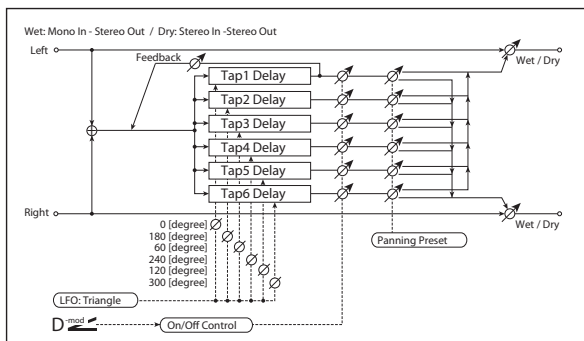 Wet: Mono In - Stereo Out / Dry: Stereo In -Stereo Out
Left
Feedback
Wet / Dry
Tap1 Delay
Tap2 Delay
Tap3 Delay
Tap4 Delay
Tap5 Delay
Tap6 Delay
Right
Wet / Dry
0 [degree]
180 [degree]
60 [degree]
240 [degree]
120 [degree]
300 [degree]
Panning Preset
LFO: Triangle
D-mod
On/Off Control